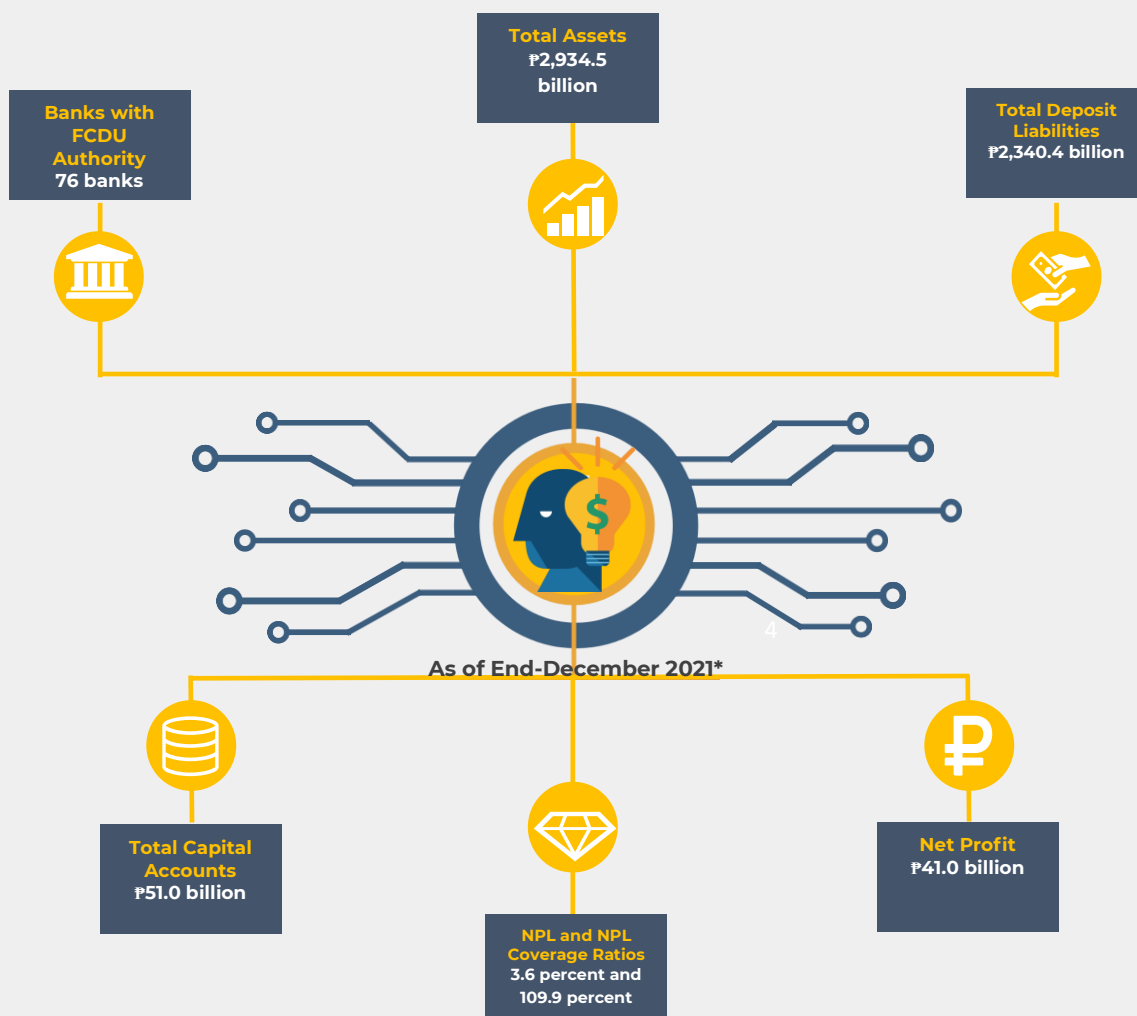 Total Assets
₱2,934.5
billion
Banks with
FCDU
Authority
76 banks
Total Deposit
Liabilities
₱2,340.4 billion
$
4
As of End-December 2021*
₽
Total Capital
Accounts
₱51.0 billion
Net Profit
₱41.0 billion
NPL and NPL
Coverage Ratios
3.6 percent and
109.9 percent